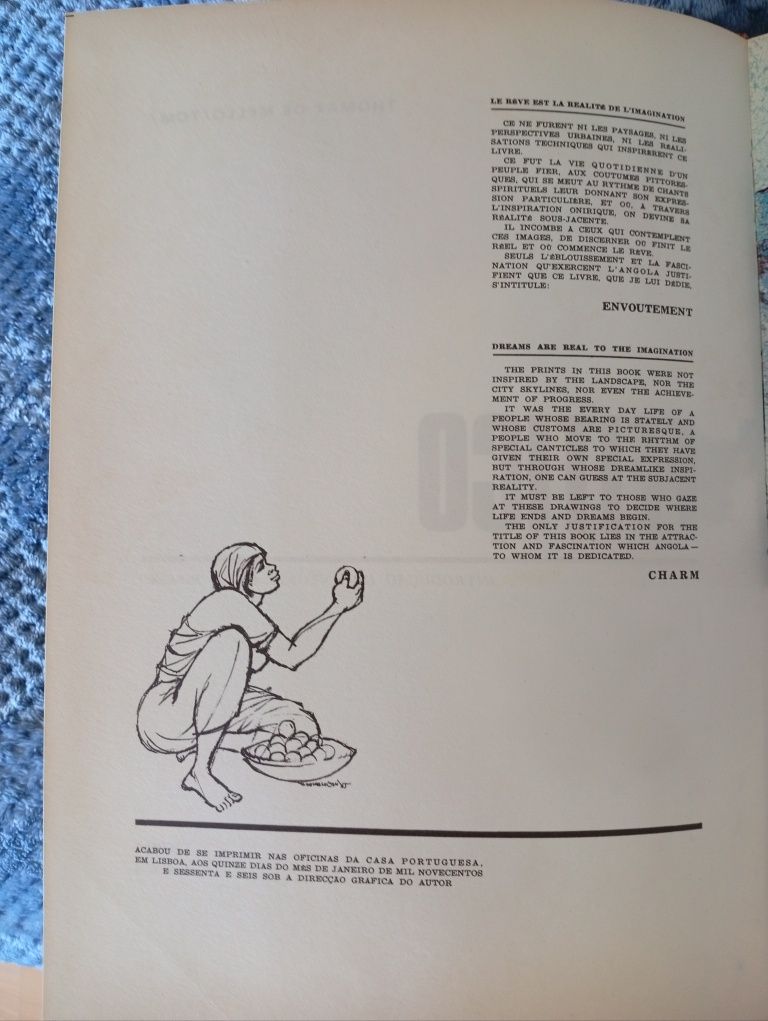 LE RÊVE EST LA REALITÉ DE L'IMAGINATION
CE NE FURENT NI LES PAYSAGES, NI LES
PERSPECTIVES URBAINES, NI LES RÉALI-
SATIONS TECHNIQUES QUI INSPIRÈRENT CE
LIVRE.
CE FUT LA VIE QUOTIDIENNE D'UN
PEUPLE FIER, AUX COUTUMES PITTORES-
QUES, QUI SE MEUT AU RYTHME DE CHANTS
SPIRITUELS LEUR DONNANT SON EXPRES-
SION PARTICULIÈRE, ET OÙ, A TRAVERS
L'INSPIRATION ONIRIQUE, ON DEVINE SA
RÉALITÉ SOUS-JACENTE.
IL INCOMBE À CEUX QUI CONTEMPLENT
CES IMAGES, DE DISCERNER OÙ FINIT LE
RÉEL ET OÙ COMMENCE LE RÊVE.
SEULS L'ÉBLOUISSEMENT ET LA FASCI-
NATION QU'EXERCENT L'ANGOLA JUSTI-
FIENT QUE CE LIVRE, QUE JE LUI DÉDIE,
S'INTITULE:
ENVOUTEMENT
DREAMS ARE REAL TO THE IMAGINATION
THE PRINTS IN THIS BOOK WERE NOT
INSPIRED BY THE LANDSCAPE, NOR THE
CITY SKYLINES, NOR EVEN THE ACHIEVE-
MENT OF PROGRESS.
IT WAS THE EVERY DAY LIFE OF A
PEOPLE WHOSE BEARING IS STATELY AND
WHOSE CUSTOMS ARE PICTURESQUE, A
PEOPLE WHO MOVE TO THE RHYTHM OF
SPECIAL CANTICLES TO WHICH THEY HAVE
GIVEN THEIR OWN SPECIAL EXPRESSION,
BUT THROUGH WHOSE DREAMLIKE INSPI-
RATION, ONE CAN GUESS AT THE SUBJACENT
REALITY.
IT MUST BE LEFT TO THOSE WHO GAZE
AT THESE DRAWINGS TO DECIDE WHERE
LIFE ENDS AND DREAMS BEGIN.
THE ONLY JUSTIFICATION FOR THE
TITLE OF THIS BOOK LIES IN THE ATTRAC-
TION AND FASCINATION WHICH ANGOLA—
TO WHOM IT IS DEDICATED.
CHARM
ACABOU DE SE IMPRIMIR NAS OFICINAS DA CASA PORTUGUESA,
EM LISBOA, AOS QUINZE DIAS DO MÊS DE JANEIRO DE MIL NOVECENTOS
E SESSENTA E SEIS SOB A DIRECÇÃO GRÁFICA DO AUTOR